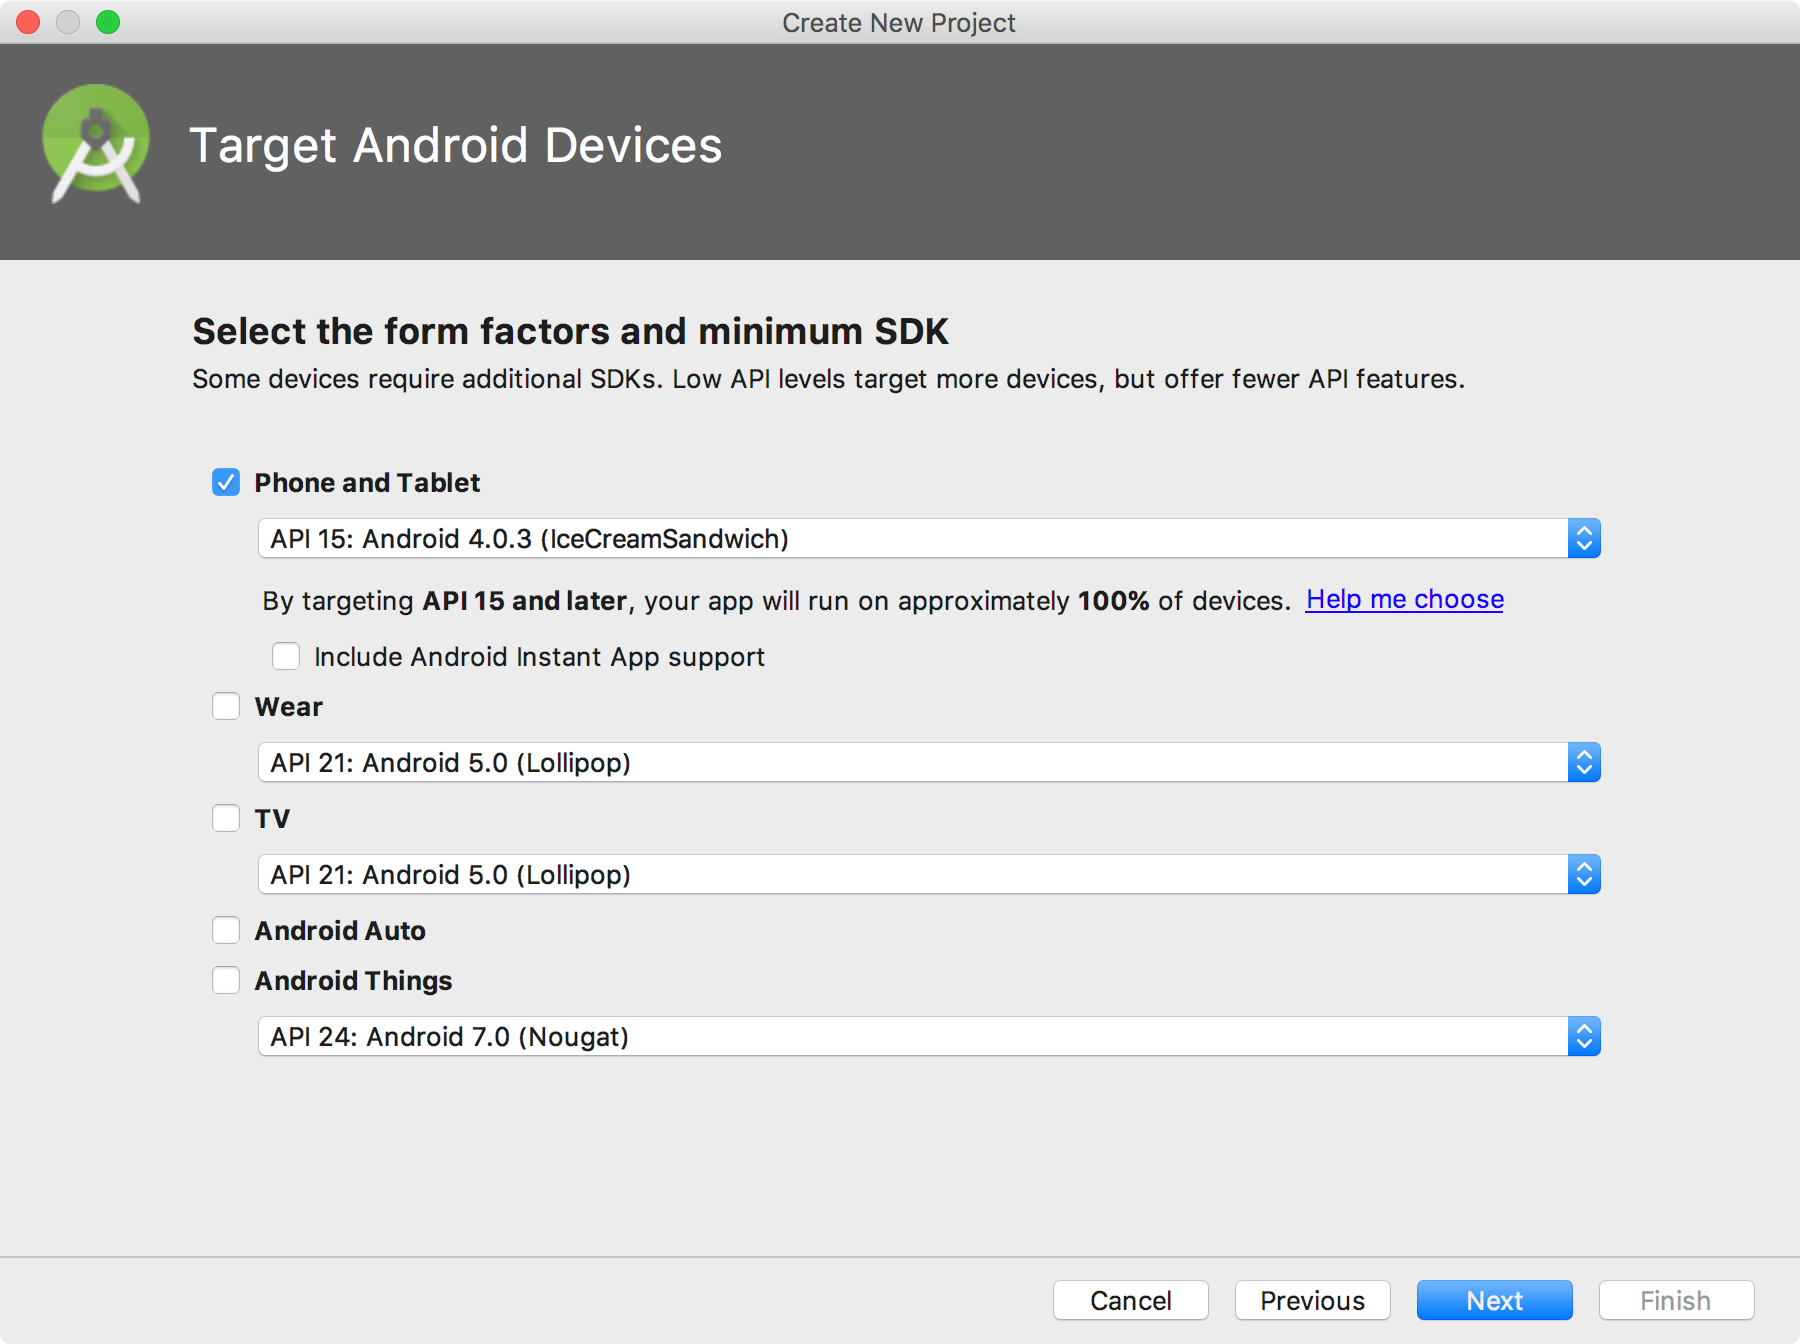 Create New Project
Target Android Devices
Select the form factors and minimum SDK
Some devices require additional SDKs. Low API levels target more devices, but offer fewer API features.
Phone and Tablet
API 15: Android 4.0.3 (IceCreamSandwich)
By targeting API 15 and later, your app will run on approximately 100% of devices. Help me choose
Include Android Instant App support
Wear
API 21: Android 5.0 (Lollipop)
TV
API 21: Android 5.0 (Lollipop)
Android Auto
Android Things
API 24: Android 7.0 (Nougat)
Cancel Previous Next Finish